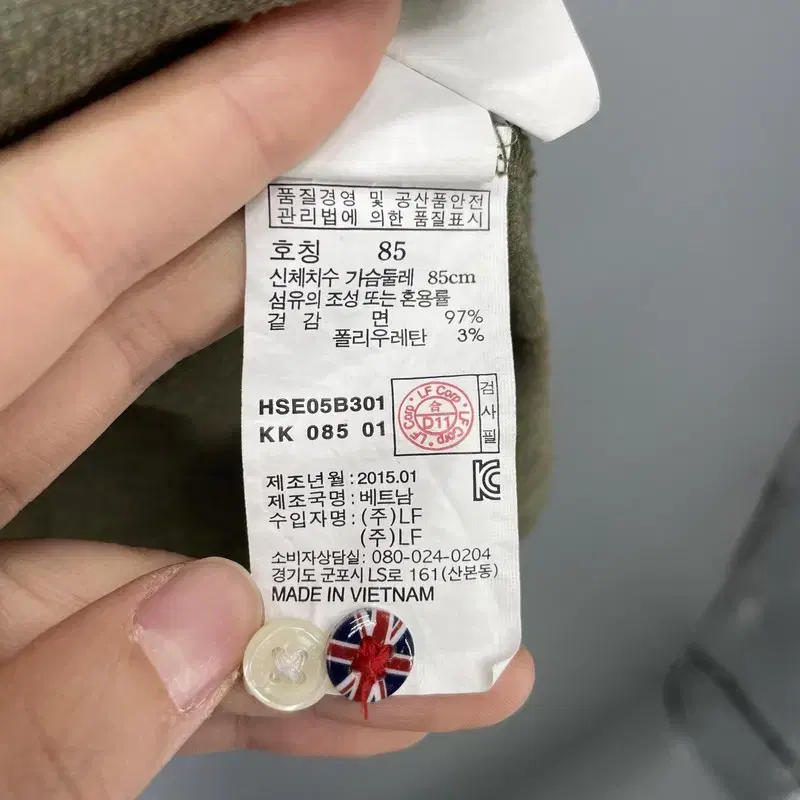 품질경영 및 공산품안전
관리법에 의한 품질표시
호칭 85
신체치수 가슴둘레 85cm
섬유의 조성 또는 혼용률
겉 감 면 97%
폴리우레탄 3%
HSE05B301
KK 085 01
LF Corp · LF Corp · LF Corp ·
合
D11
검
사
필
제조년월 : 2015.01
제조국명 : 베트남
수입자명 : (주)LF
(주)LF
소비자상담실: 080-024-0204
경기도 군포시 LS로 161(산본동)
MADE IN VIETNAM